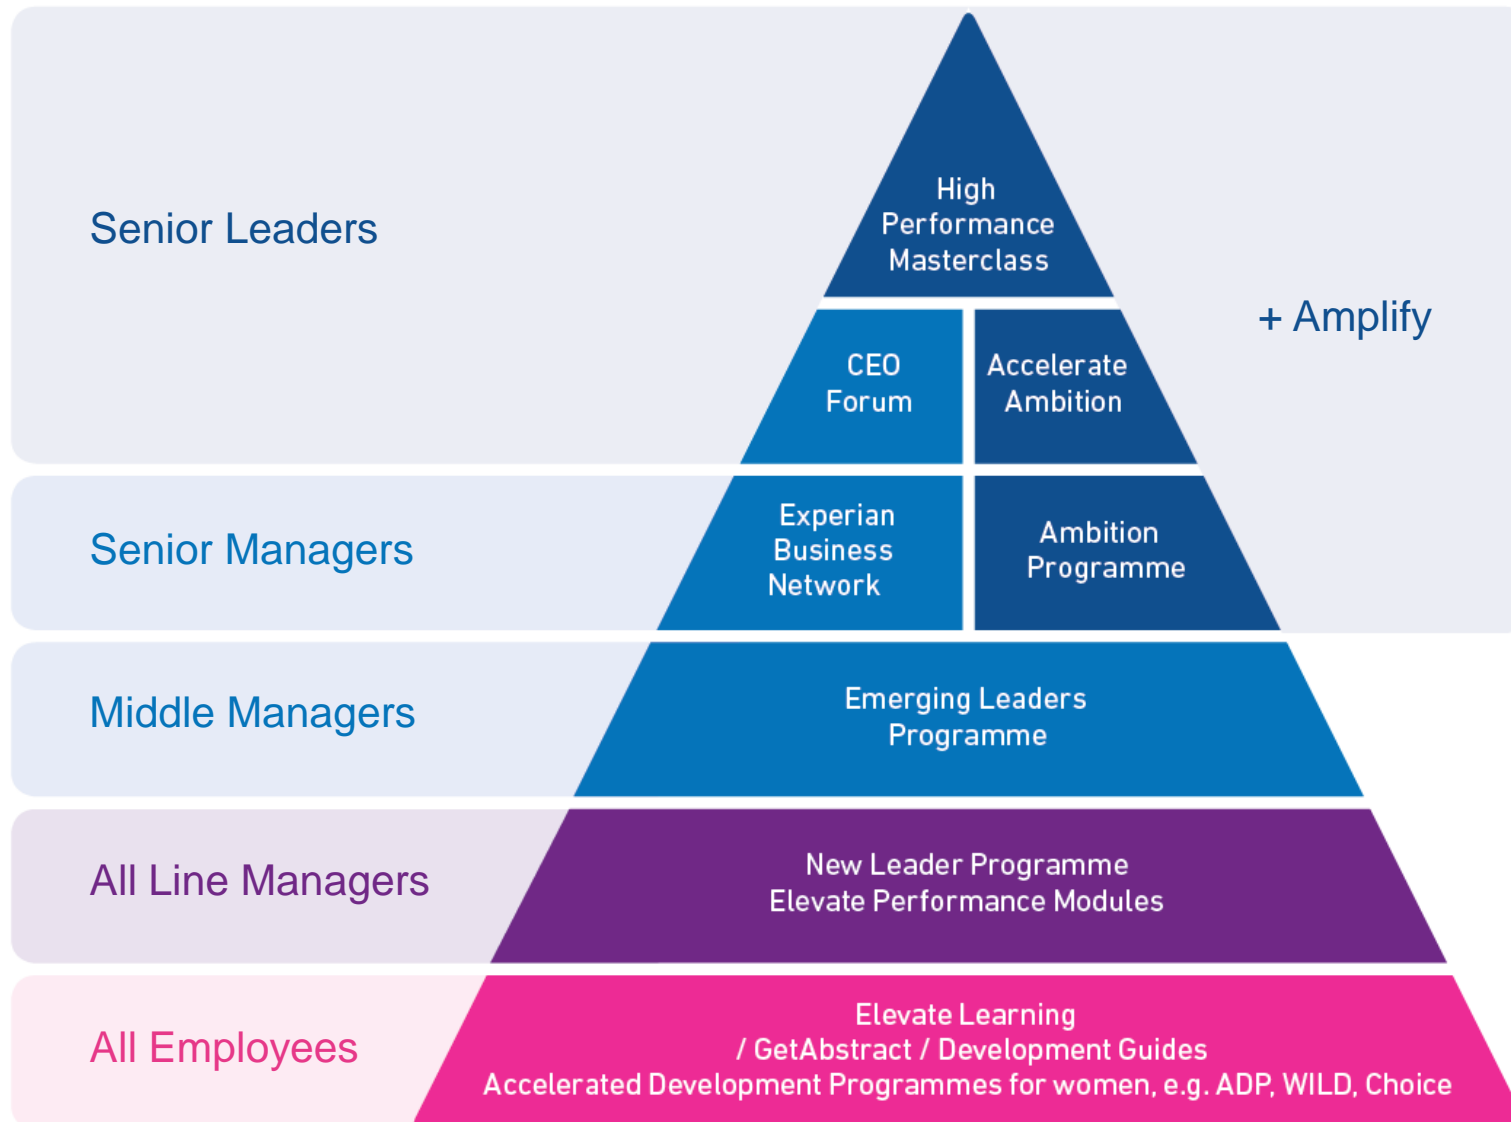 Senior Leaders
High
Performance
Masterclass
+ Amplify
CEO
Forum
Accelerate
Ambition
Senior Managers
Experian
Business
Network
Ambition
Programme
Middle Managers
Emerging Leaders
Programme
All Line Managers
New Leader Programme
Elevate Performance Modules
All Employees
Elevate Learning
/ GetAbstract / Development Guides
Accelerated Development Programmes for women, e.g. ADP, WILD, Choice